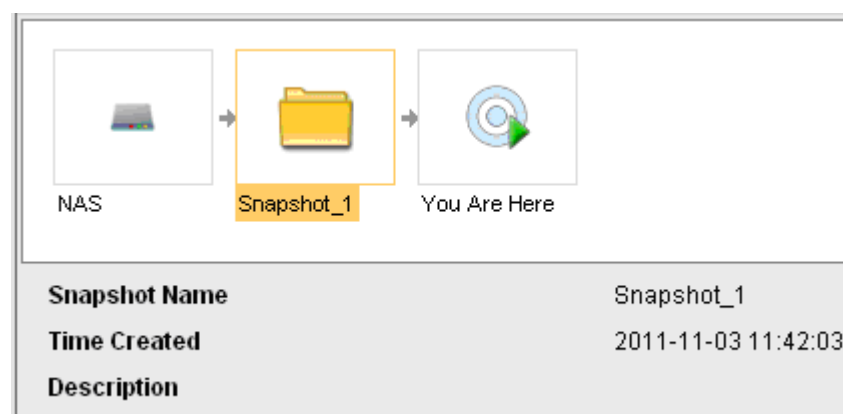 NAS
Snapshot_1
You Are Here
Snapshot Name Snapshot_1
Time Created 2011-11-03 11:42:03
Description